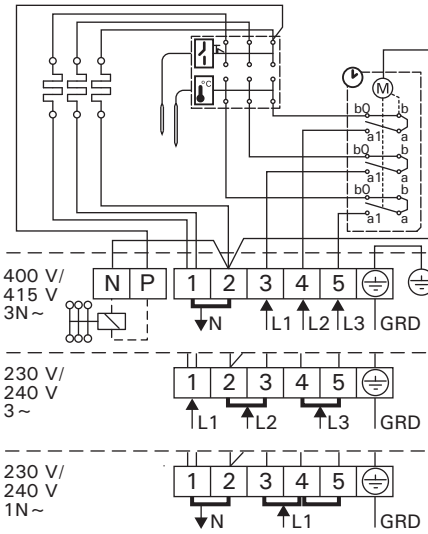 °C
M
b0 b
a1 a
b0 b
a1 a
b0 b
a1 a
400 V/
415 V
3N~
N P 1 2 3 4 5
N L1 L2 L3 GRD
230 V/
240 V
3~
1 2 3 4 5
L1 L2 L3 GRD
230 V/
240 V
1N~
1 2 3 4 5
N L1 GRD